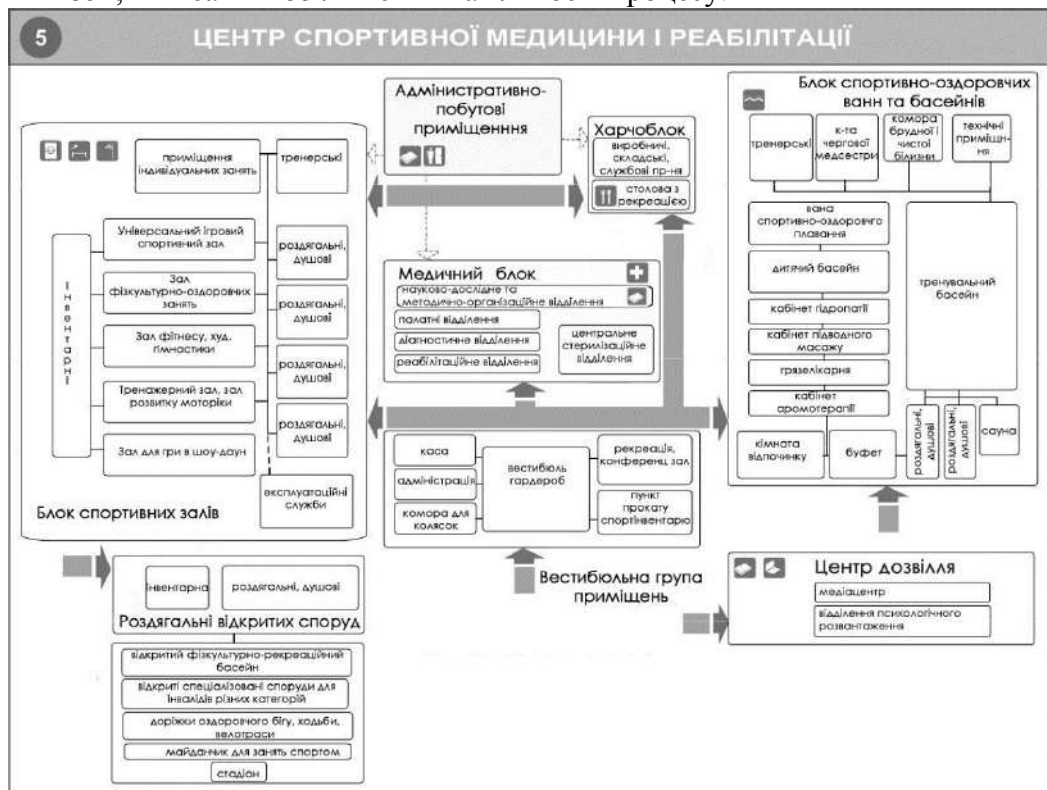 5
ЦЕНТР СПОРТИВНОЇ МЕДИЦИНИ І РЕАБІЛІТАЦІЇ
приміщення
індивідуальних занять
тренерські
Інвентарні
Універсальний ігровий
спортивний зал
роздягальні,
душові
Зал
фізкультурно-оздоровчих
занять
роздягальні,
душові
Зал фітнесу, худ.
гімнастики
роздягальні,
душові
Тренажерний зал, зал
розвитку моторіки
роздягальні,
душові
Зал для гри в шоу-даун
експлуатаційні
служби
Блок спортивних залів
Адміністративно-
побутові
приміщенння
Харчоблок
виробничі,
складські,
службові пр-ня
столова з
рекреацією
Медичний блок
науково-дослідне та
методично-організаційне відділення
палатні відділення
діагностичне відділення
реабілітаційне відділення
центральне
стерилізаційне
відділення
каса
адміністрація
комора для
колясок
вестибюль
гардероб
рекреація,
конференц зал
пункт
прокату
спортінвентарю
Вестибюльна група
приміщень
Блок спортивно-оздоровчих
ванн та басейнів
тренерські
к-та
чергової
медсестри
комора
брудної і
чистої
білизни
технічні
приміщн-
ня
вана
спортивно-оздоровчго
плавання
дитячий басейн
кабінет гідропатії
кабінет підводного
масажу
грязелікарня
кабінет
аромотерапії
тренувальний
басейн
кімната
відпочинку
буфет
роздягальні,
душові
роздягальні,
душові
сауна
Центр дозвілля
медіацентр
відділення психологічного
розвантаження
інвентарна
роздягальні, душові
Роздягальні відкритих споруд
відкритий фізкультурно-рекреаційний
басейн
відкриті спеціалізовані споруди для
інвалідів різних категорій
доріжки оздоровчого бігу, ходьби,
велотраси
майданчик для занять спортом
стадіон